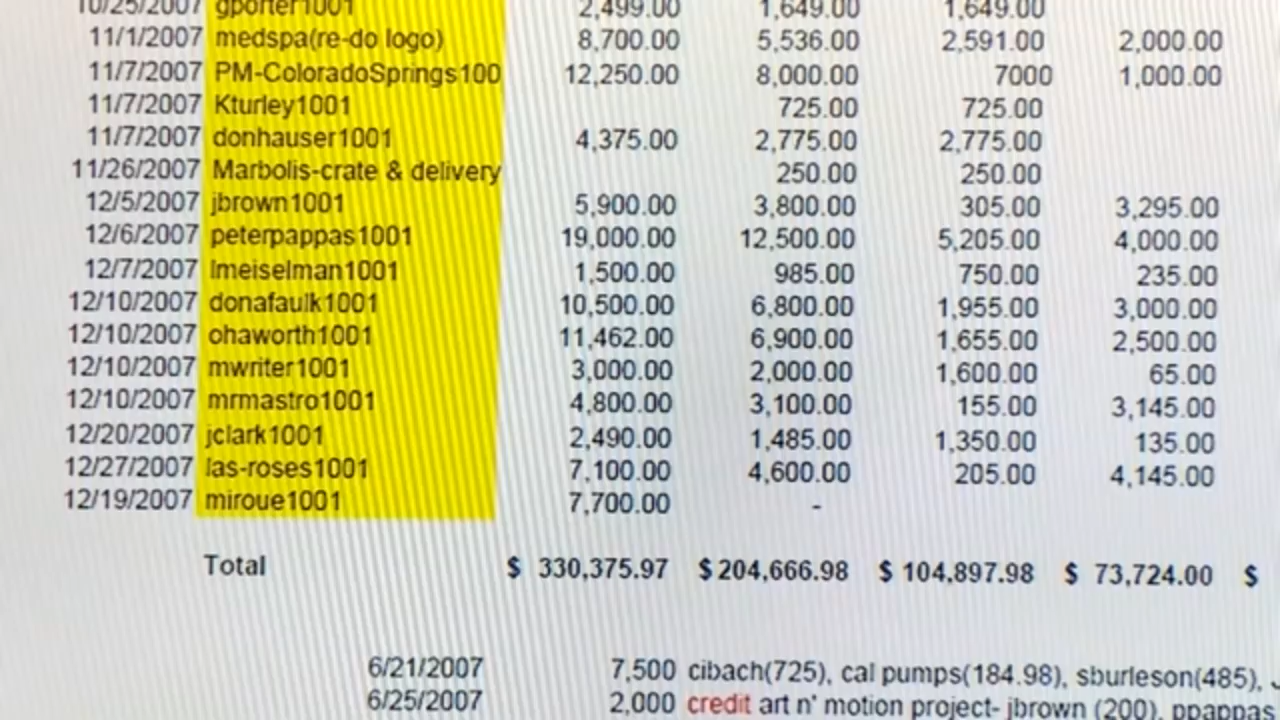 10/25/2007 gporter1001 2,499.00 1,649.00 1,649.00
11/1/2007 medspa(re-do logo) 8,700.00 5,536.00 2,591.00 2,000.00
11/7/2007 PM-ColoradoSprings100 12,250.00 8,000.00 7000 1,000.00
11/7/2007 Kturley1001 725.00 725.00
11/7/2007 donhauser1001 4,375.00 2,775.00 2,775.00
11/26/2007 Marbolis-crate & delivery 250.00 250.00
12/5/2007 jbrown1001 5,900.00 3,800.00 305.00 3,295.00
12/6/2007 peterpappas1001 19,000.00 12,500.00 5,205.00 4,000.00
12/7/2007 lmeiselman1001 1,500.00 985.00 750.00 235.00
12/10/2007 donafaulk1001 10,500.00 6,800.00 1,955.00 3,000.00
12/10/2007 ohaworth1001 11,462.00 6,900.00 1,655.00 2,500.00
12/10/2007 mwriter1001 3,000.00 2,000.00 1,600.00 65.00
12/10/2007 mrmastro1001 4,800.00 3,100.00 155.00 3,145.00
12/20/2007 jclark1001 2,490.00 1,485.00 1,350.00 135.00
12/27/2007 las-roses1001 7,100.00 4,600.00 205.00 4,145.00
12/19/2007 miroue1001 7,700.00 -
Total $ 330,375.97 $ 204,666.98 $ 104,897.98 $ 73,724.00 $
6/21/2007 7,500 cibach(725), cal pumps(184.98), sburleson(485),
6/25/2007 2,000 credit art n' motion project- jbrown (200), ppappas